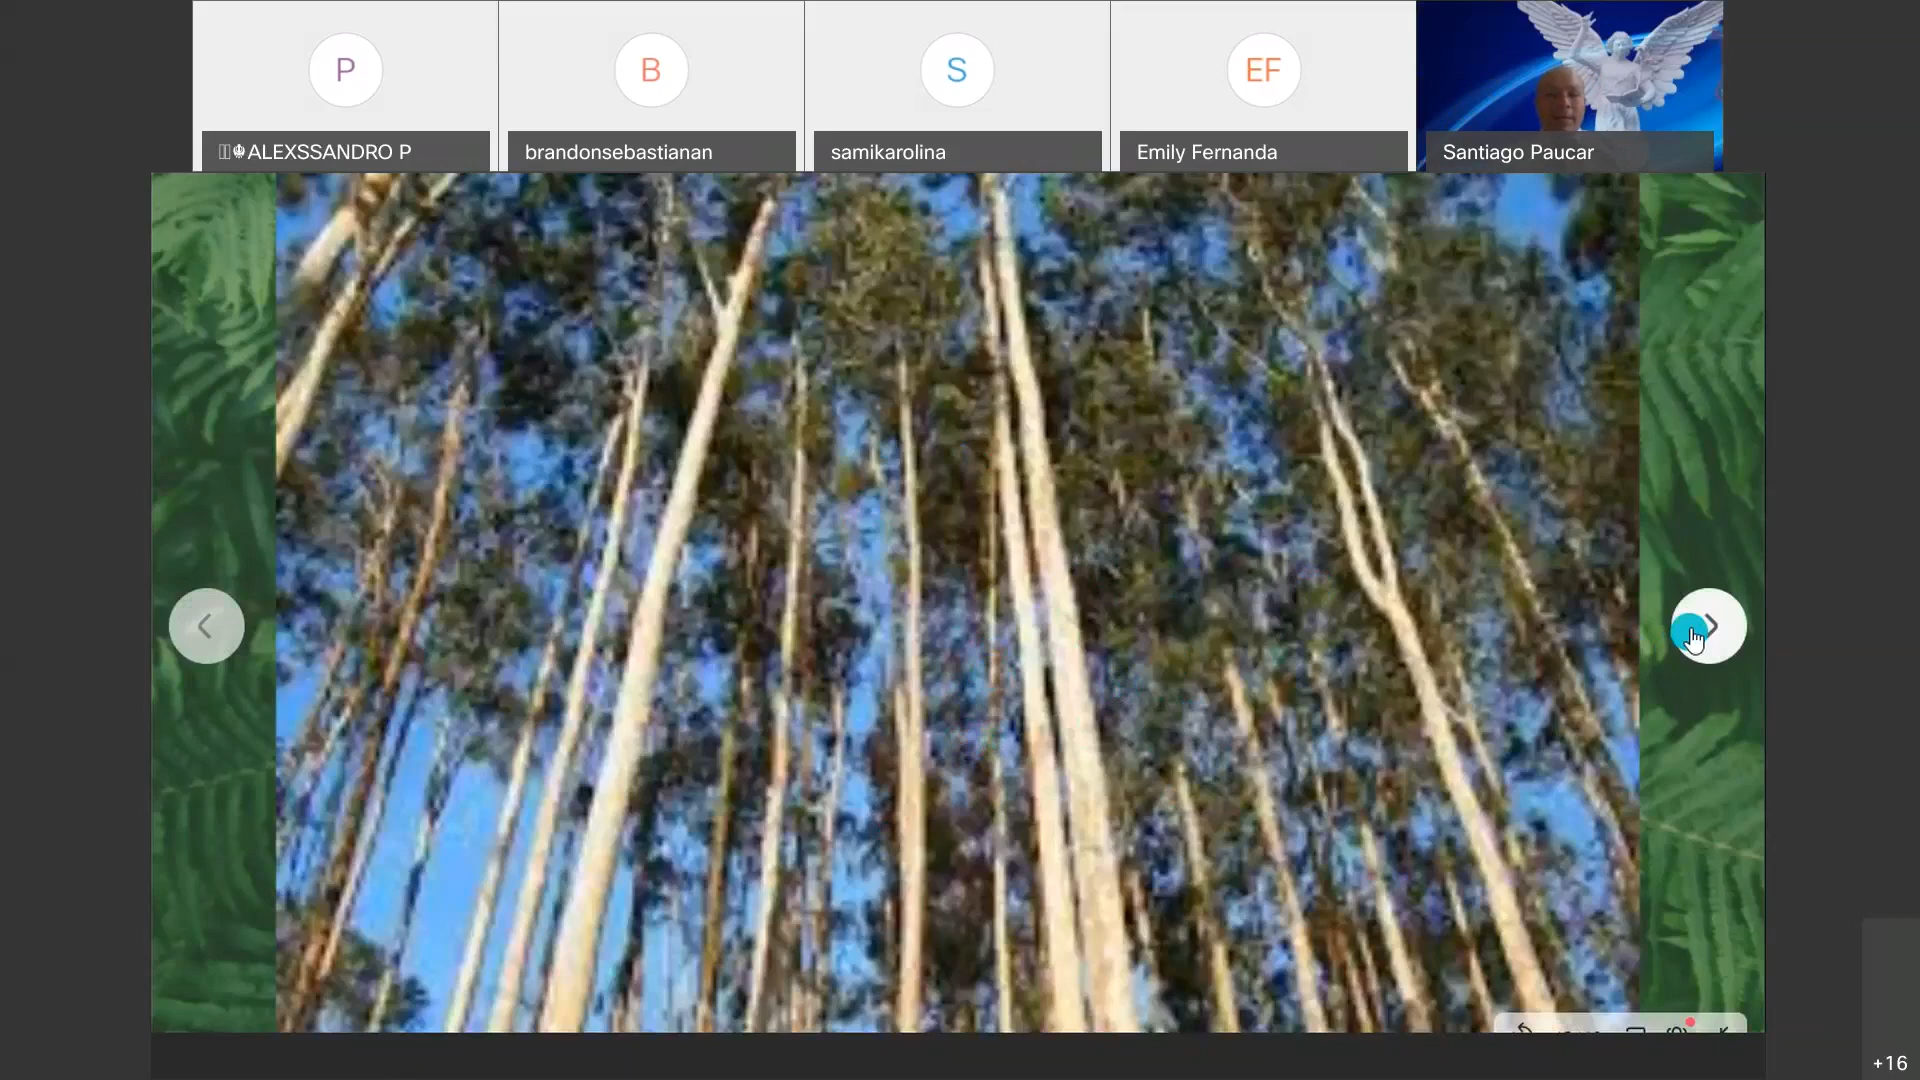 P
B
S
EF
ALEXSSANDRO P
brandonsebastianan
samikarolina
Emily Fernanda
Santiago Paucar
+16